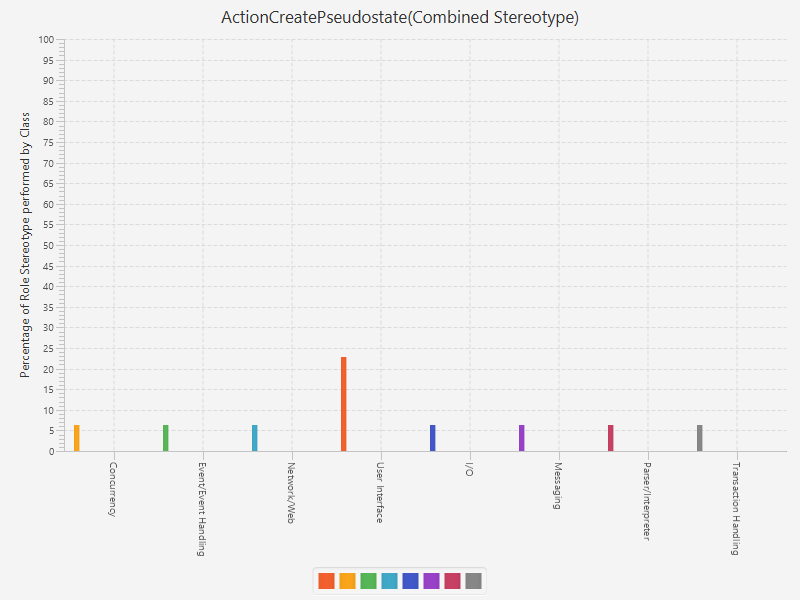 ActionCreatePseudostate(Combined Stereotype)
Percentage of Role Stereotype performed by Class
100
95
90
85
80
75
70
65
60
55
50
45
40
35
30
25
20
15
10
5
0
Concurrency
Event/Event Handling
Network/Web
User Interface
I/O
Messaging
Parser/Interpreter
Transaction Handling